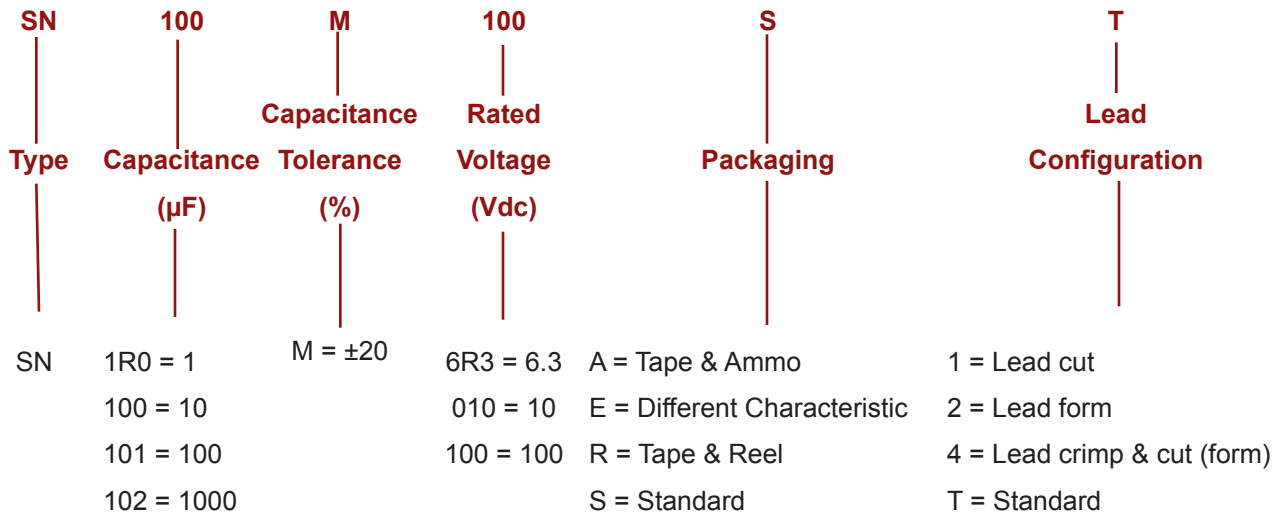 SN 100 M 100 S T
Capacitance Rated Lead
Type Capacitance Tolerance Voltage Packaging Configuration
(µF) (%) (Vdc)
SN 1R0 = 1 M = ±20 6R3 = 6.3 A = Tape & Ammo 1 = Lead cut
100 = 10 010 = 10 E = Different Characteristic 2 = Lead form
101 = 100 100 = 100 R = Tape & Reel 4 = Lead crimp & cut (form)
102 = 1000 S = Standard T = Standard